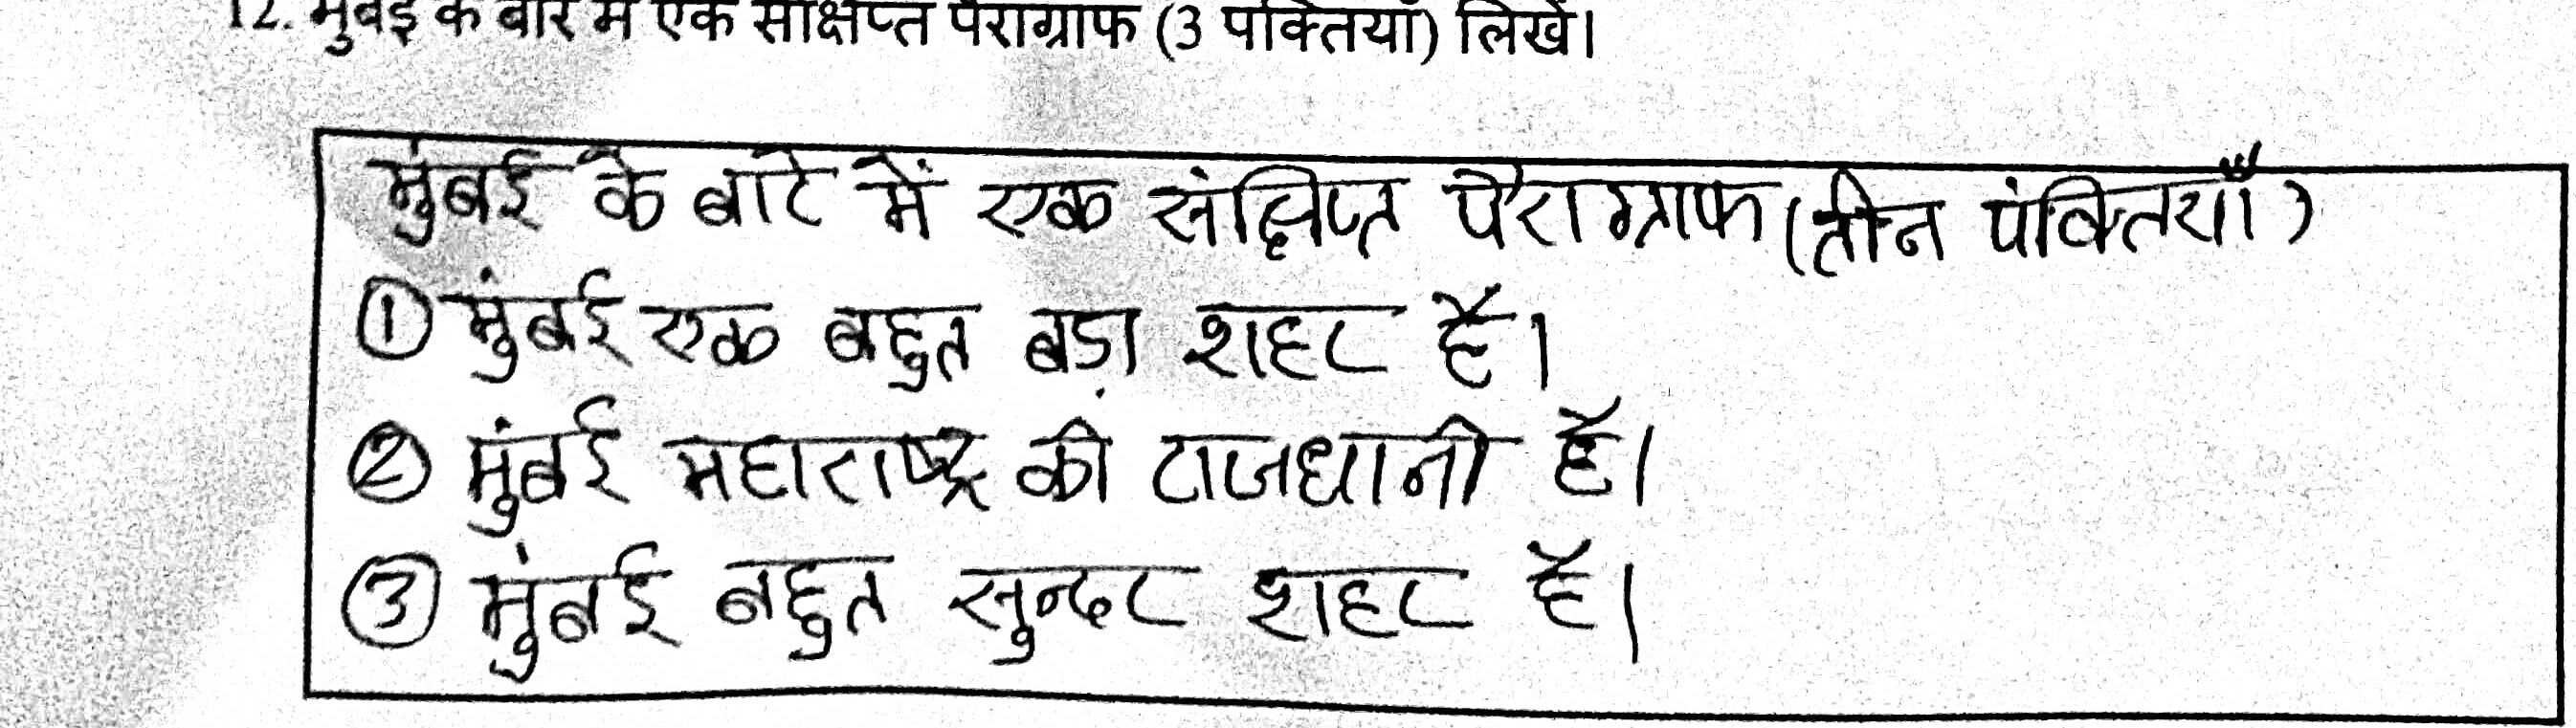 12. मुंबई के बारे में एक संक्षिप्त पैराग्राफ (3 पंक्तियाँ) लिखें।
मुंबई के बारे में एक संक्षिप्त पैराग्राफ (तीन पंक्तियाँ)
① मुंबई एक बहुत बड़ा शहर है।
② मुंबई महाराष्ट्र की राजधानी है।
③ मुंबई बहुत सुन्दर शहर है।